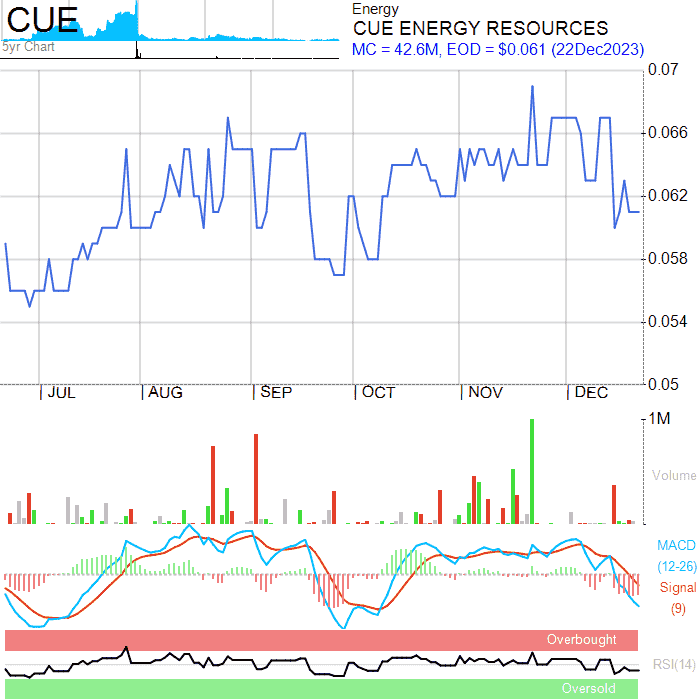 CUE
5yr Chart
Energy
CUE ENERGY RESOURCES
MC = 42.6M, EOD = $0.061 (22Dec2023)
0.07
0.066
0.062
0.058
0.054
0.05
JUL AUG SEP OCT NOV DEC
1M
Volume
MACD
(12-26)
Signal
(9)
Overbought
RSI(14)
Oversold